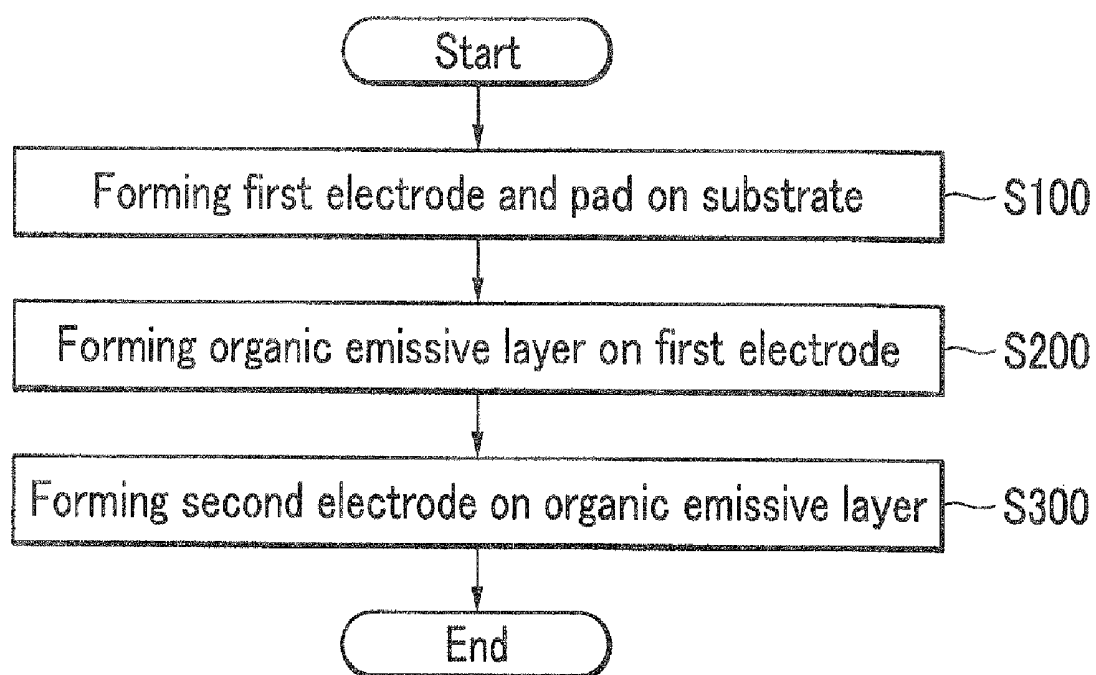 Start
Forming first electrode and pad on substrate S100
Forming organic emissive layer on first electrode S200
Forming second electrode on organic emissive layer S300
End